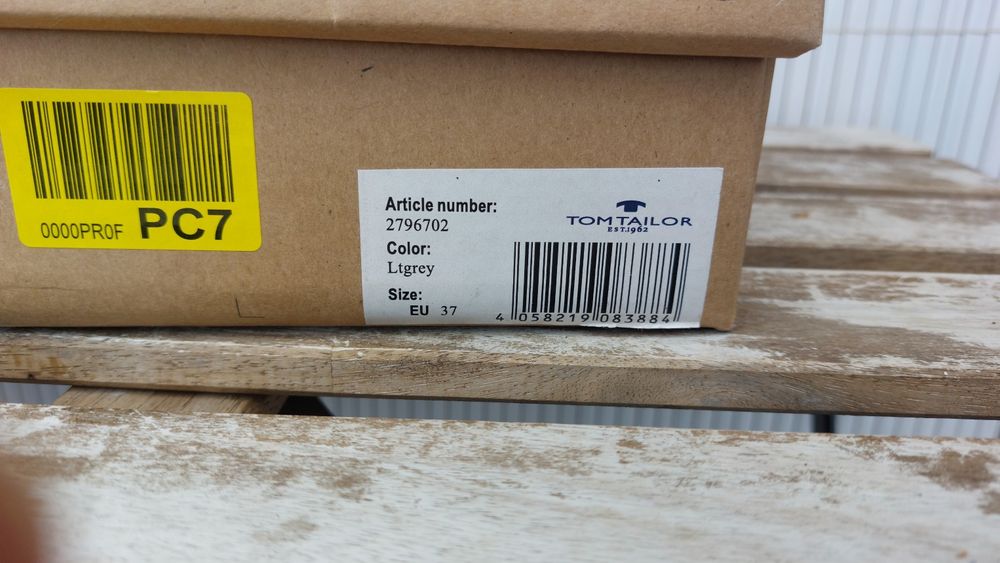 0000PR0F PC7
Article number:
2796702
Color:
Ltgrey
Size:
EU 37
TOM TAILOR
EST.1962
4 058219 083884